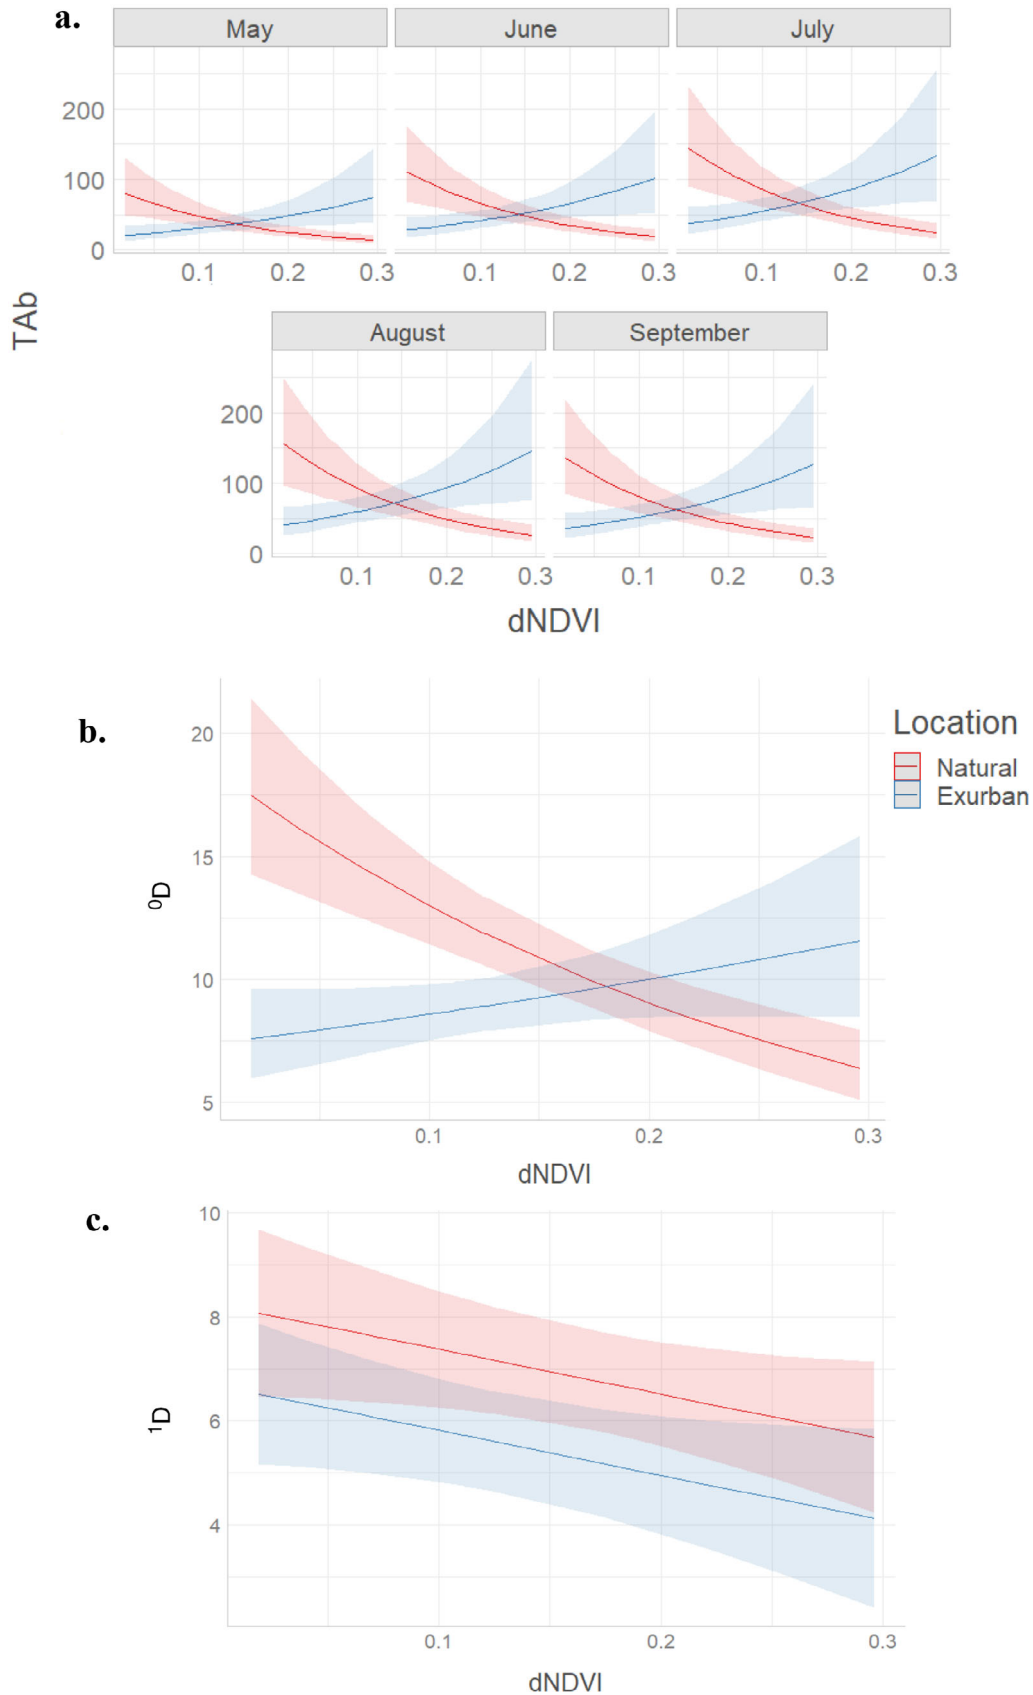 a.
May June July
200
100
0
0.1 0.2 0.3 0.1 0.2 0.3 0.1 0.2 0.3
TAb
August September
200
100
0
0.1 0.2 0.3 0.1 0.2 0.3
dNDVI
b.
Location
Natural
Exurban
20
15
10
5
⁰D
0.1 0.2 0.3
dNDVI
c.
10
8
6
4
¹D
0.1 0.2 0.3
dNDVI